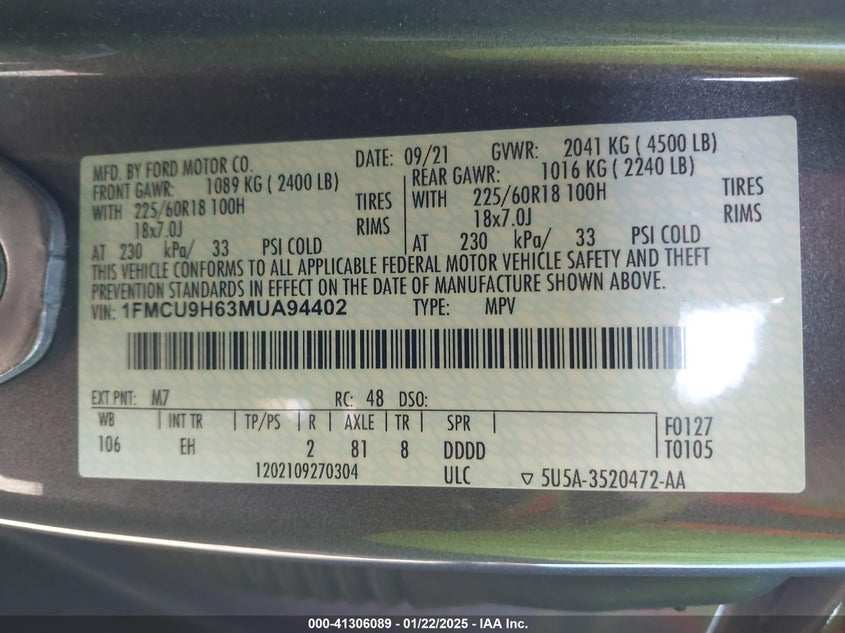 MFD. BY FORD MOTOR CO. DATE: 09/21 GVWR: 2041 KG ( 4500 LB)
FRONT GAWR: 1089 KG ( 2400 LB) REAR GAWR: 1016 KG ( 2240 LB)
WITH 225/60R18 100H TIRES WITH 225/60R18 100H TIRES
18x7.0J RIMS 18x7.0J RIMS
AT 230 kPa/ 33 PSI COLD AT 230 kPa/ 33 PSI COLD
THIS VEHICLE CONFORMS TO ALL APPLICABLE FEDERAL MOTOR VEHICLE SAFETY AND THEFT
PREVENTION STANDARDS IN EFFECT ON THE DATE OF MANUFACTURE SHOWN ABOVE.
VIN: 1FMCU9H63MUA94402 TYPE: MPV
EXT PNT: M7 RC: 48 DSO:
WB INT TR TP/PS R AXLE TR SPR F0127
106 EH 2 81 8 DDDD T0105
1202109270304 ULC ▽ 5U5A-3520472-AA
000-41306089 - 01/22/2025 - IAA Inc.